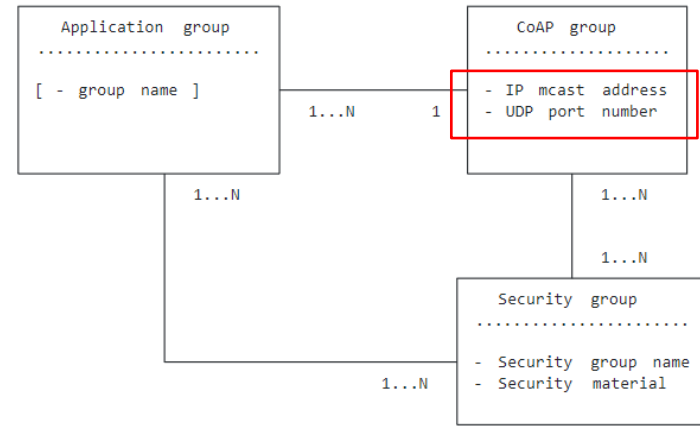 Application group
........................
[ - group name ]
CoAP group
....................
- IP mcast address
- UDP port number
1...N
1
1...N
1...N
1...N
Security group
.......................
- Security group name
- Security material
1...N